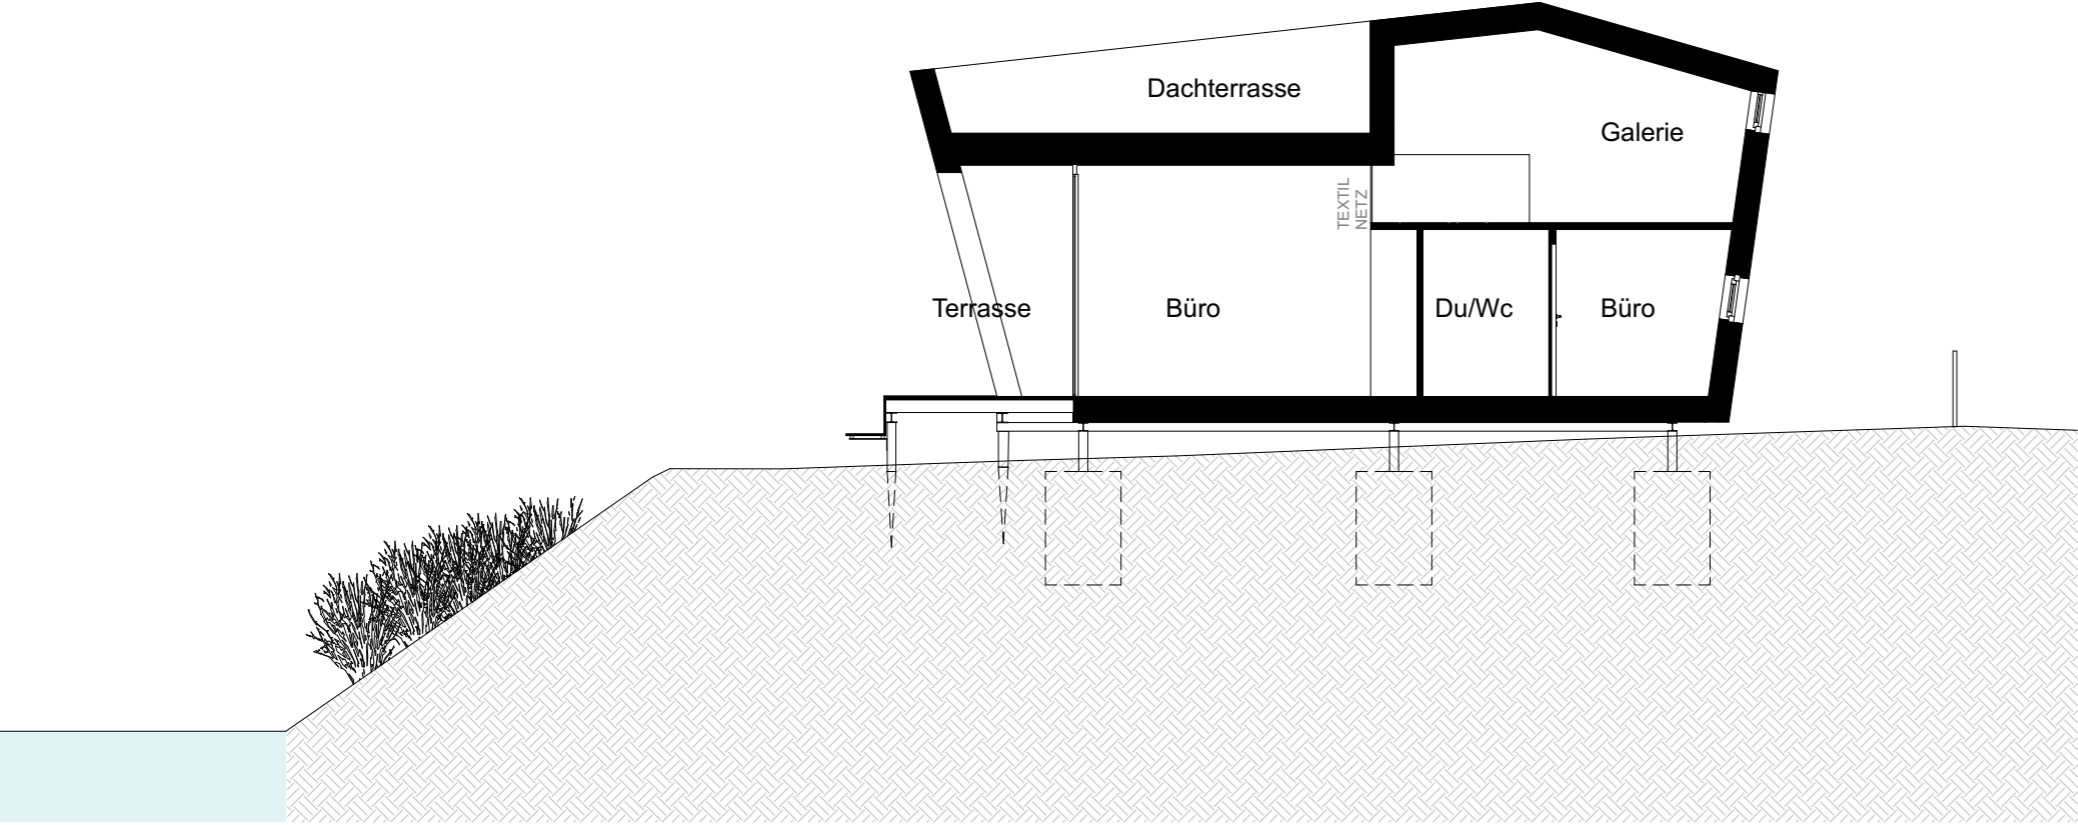 Dachterrasse
Galerie
TEXTIL
NETZ
Terrasse
Büro
Du/Wc
Büro